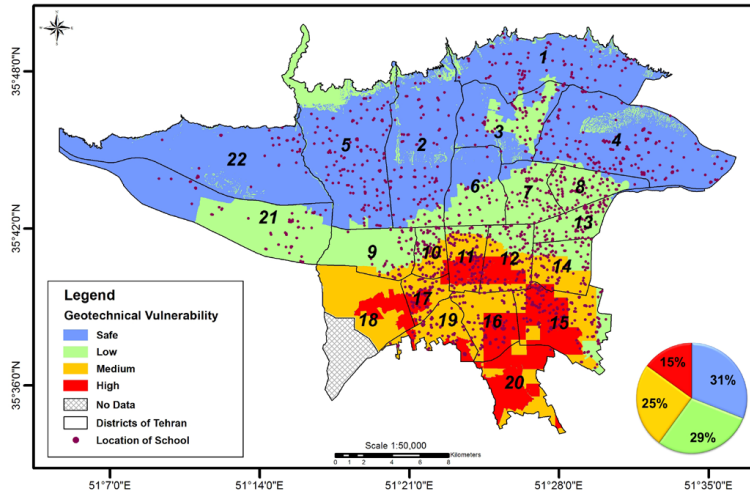 35°48'0"N
35°42'0"N
35°36'0"N
1
2
3
4
5
6
7
8
9
10
11
12
13
14
15
16
17
18
19
20
21
22
Legend
Geotechnical Vulnerability
Safe
Low
Medium
High
No Data
Districts of Tehran
Location of School
Scale 1:50,000
0 1 2 4 6 8 Kilometers
15%
31%
25%
29%
51°7'0"E 51°14'0"E 51°21'0"E 51°28'0"E 51°35'0"E